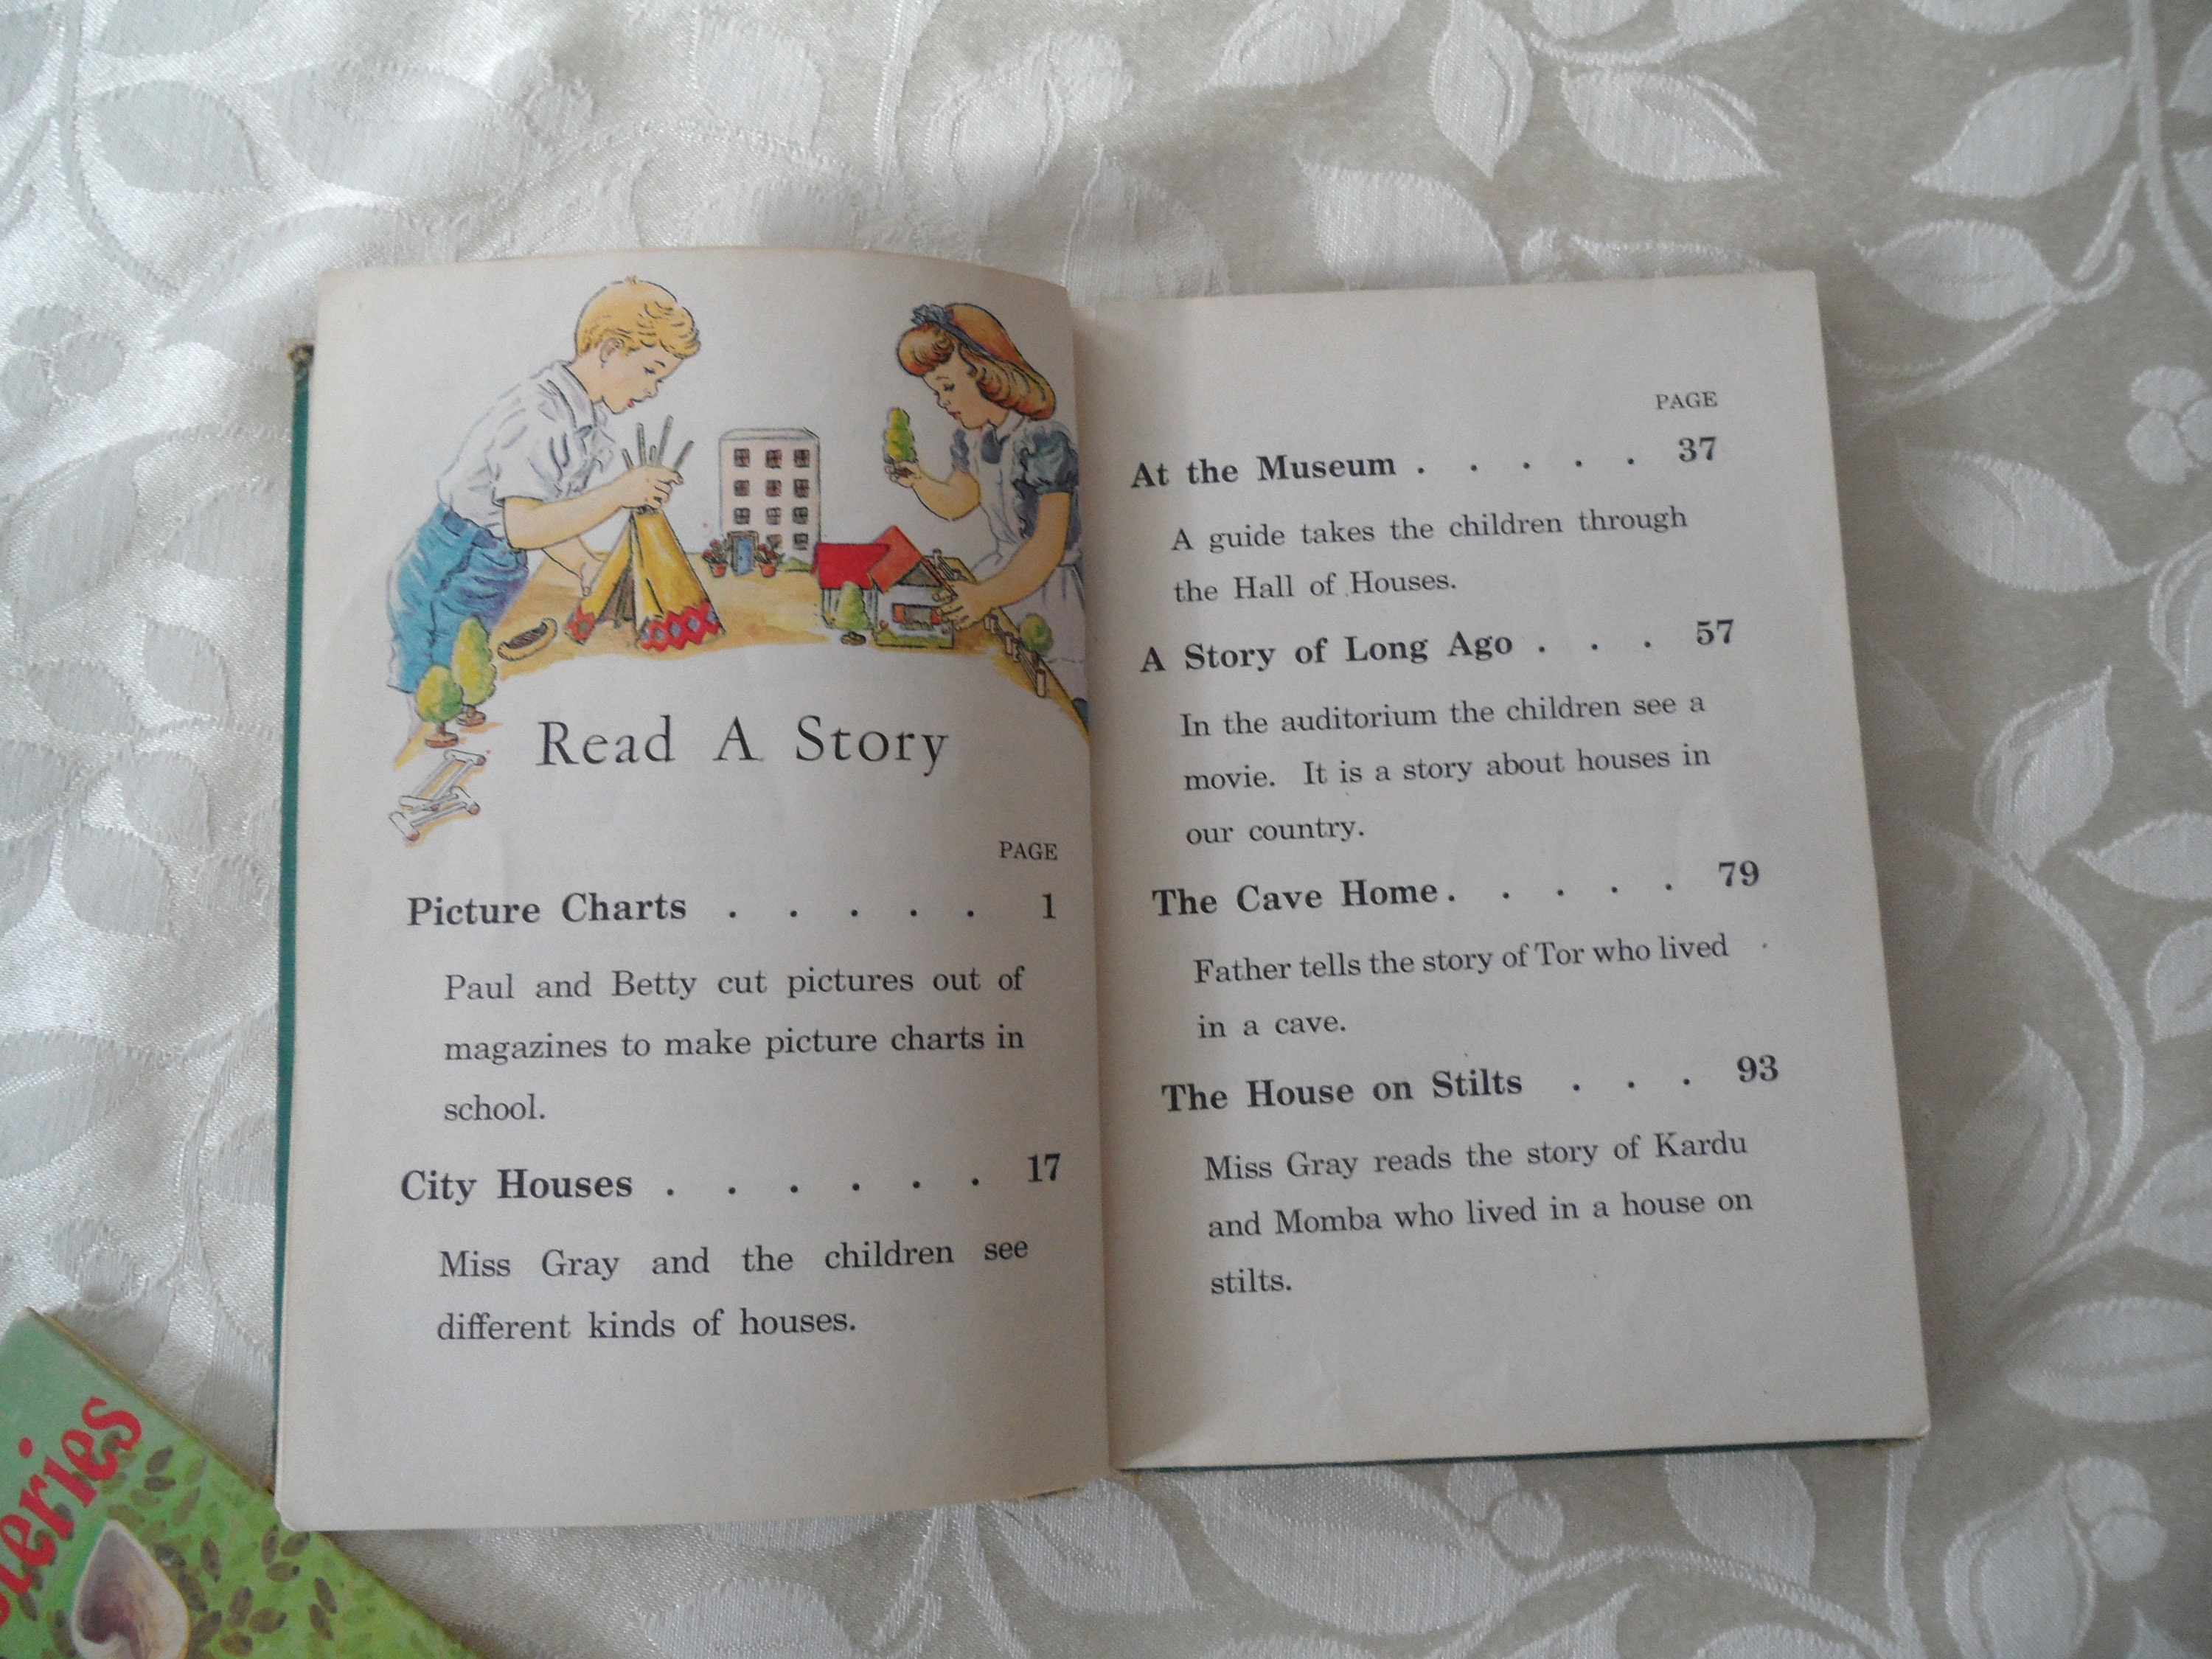 Read A Story
PAGE
Picture Charts . . . . . 1
Paul and Betty cut pictures out of
magazines to make picture charts in
school.
City Houses . . . . . . 17
Miss Gray and the children see
different kinds of houses.
PAGE
At the Museum . . . . . 37
A guide takes the children through
the Hall of Houses.
A Story of Long Ago . . . 57
In the auditorium the children see a
movie. It is a story about houses in
our country.
The Cave Home . . . . . 79
Father tells the story of Tor who lived
in a cave.
The House on Stilts . . . 93
Miss Gray reads the story of Kardu
and Momba who lived in a house on
stilts.